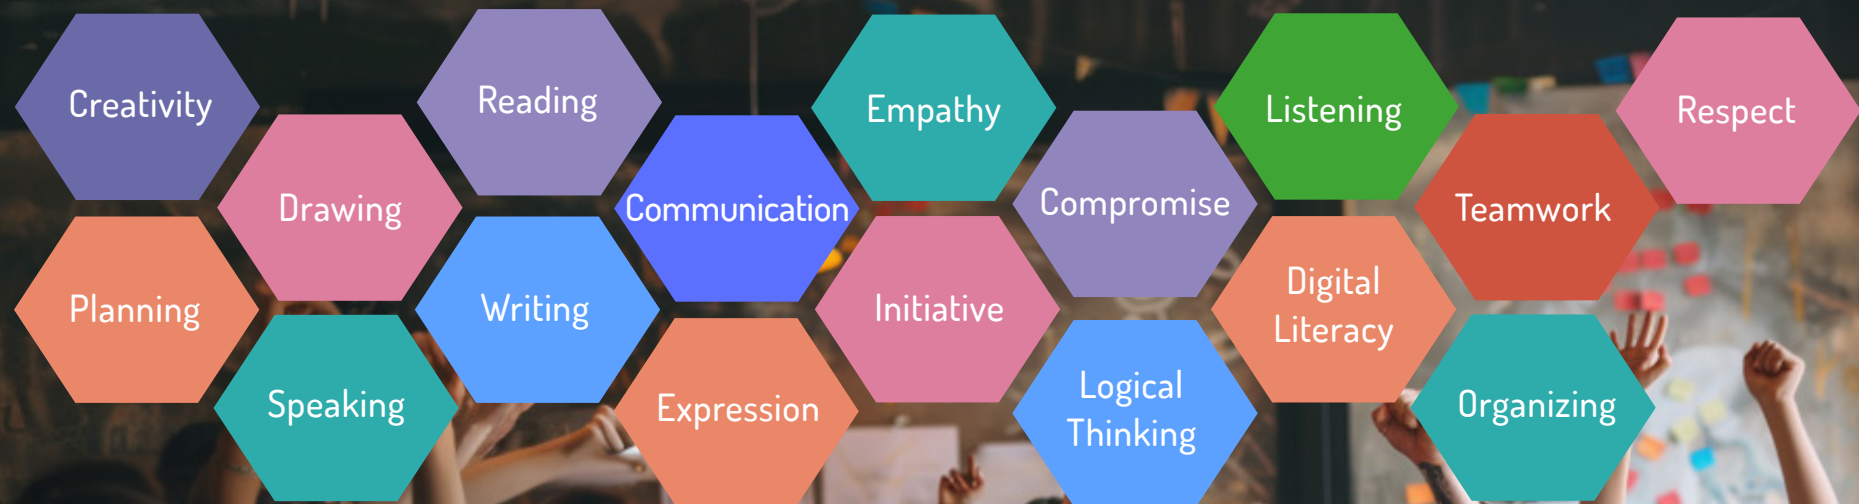 Creativity
Reading
Empathy
Listening
Respect
Drawing
Communication
Compromise
Teamwork
Planning
Writing
Initiative
Digital
Literacy
Speaking
Expression
Logical
Thinking
Organizing